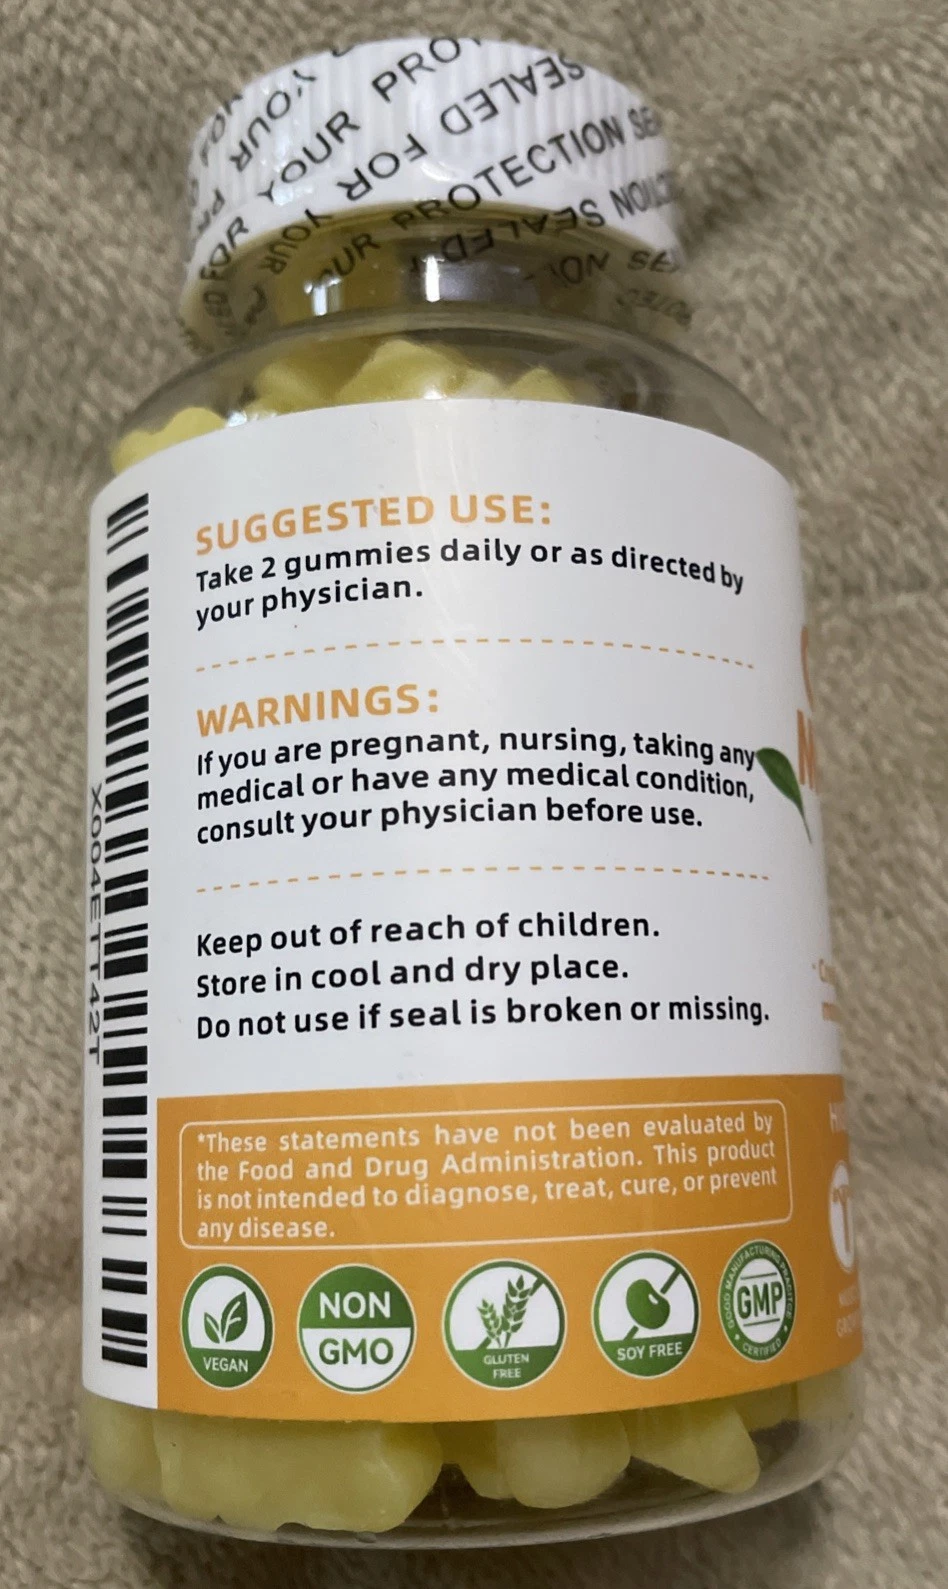 YOUR PRO
SEALED FOR YOUR
PROTECTION
SEALED
SUGGESTED USE:
Take 2 gummies daily or as directed by
your physician.
WARNINGS:
If you are pregnant, nursing, taking any
medical or have any medical condition,
consult your physician before use.
Keep out of reach of children.
Store in cool and dry place.
Do not use if seal is broken or missing.
*These statements have not been evaluated by
the Food and Drug Administration. This product
is not intended to diagnose, treat, cure, or prevent
any disease.
VEGAN
NON
GMO
GLUTEN
FREE
SOY FREE
GOOD MANUFACTURING PRADITCE
GMP
CERTIFIED
X004ETT42T